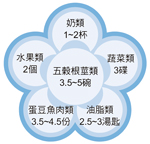 奶類
1~2杯
水果類
2個
蔬菜類
3碟
五穀根莖類
3.5~5碗
蛋豆魚肉類
3.5~4.5份
油脂類
2.5~3湯匙